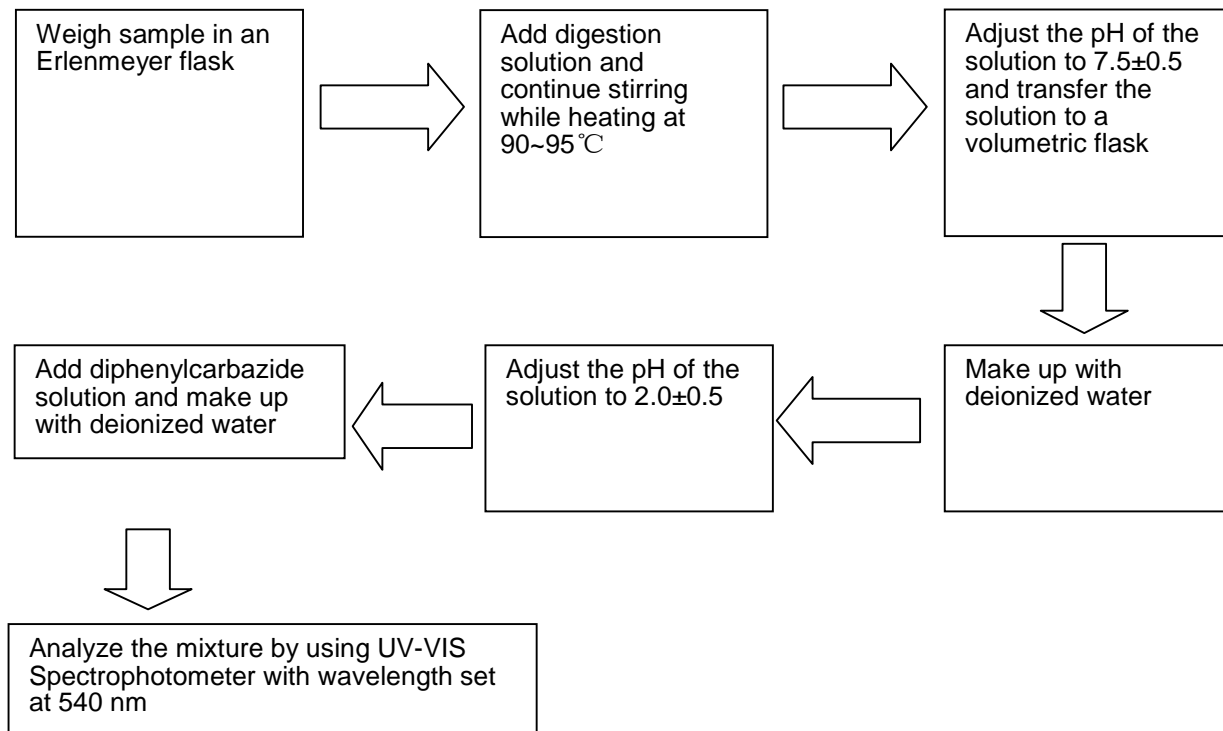 Weigh sample in an
Erlenmeyer flask
Add digestion
solution and
continue stirring
while heating at
90~95℃
Adjust the pH of the
solution to 7.5±0.5
and transfer the
solution to a
volumetric flask
Make up with
deionized water
Adjust the pH of the
solution to 2.0±0.5
Add diphenylcarbazide
solution and make up
with deionized water
Analyze the mixture by using UV-VIS
Spectrophotometer with wavelength set
at 540 nm